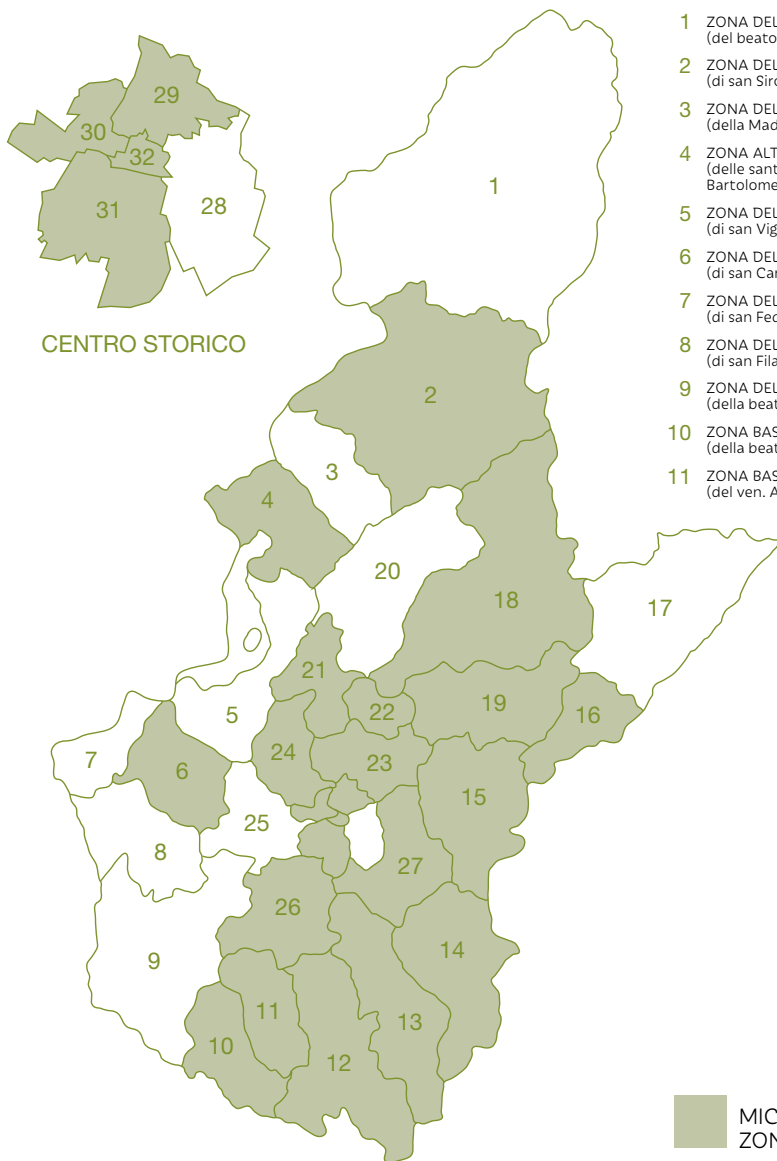 29
30
32
31
28
CENTRO STORICO
1
2
3
4
20
18
17
21
22
19
16
5
7
6
24
23
15
25
8
27
26
14
9
11
10
13
12
1 ZONA DEL
(del beato
2 ZONA DEL
(di san Siro
3 ZONA DEL
(della Mad
4 ZONA ALT
(delle sant
Bartolome
5 ZONA DEL
(di san Vig
6 ZONA DEL
(di san Car
7 ZONA DEL
(di san Fed
8 ZONA DEL
(di san Fila
9 ZONA DEL
(della beat
10 ZONA BAS
(della beat
11 ZONA BAS
(del ven. A
MIC
ZON